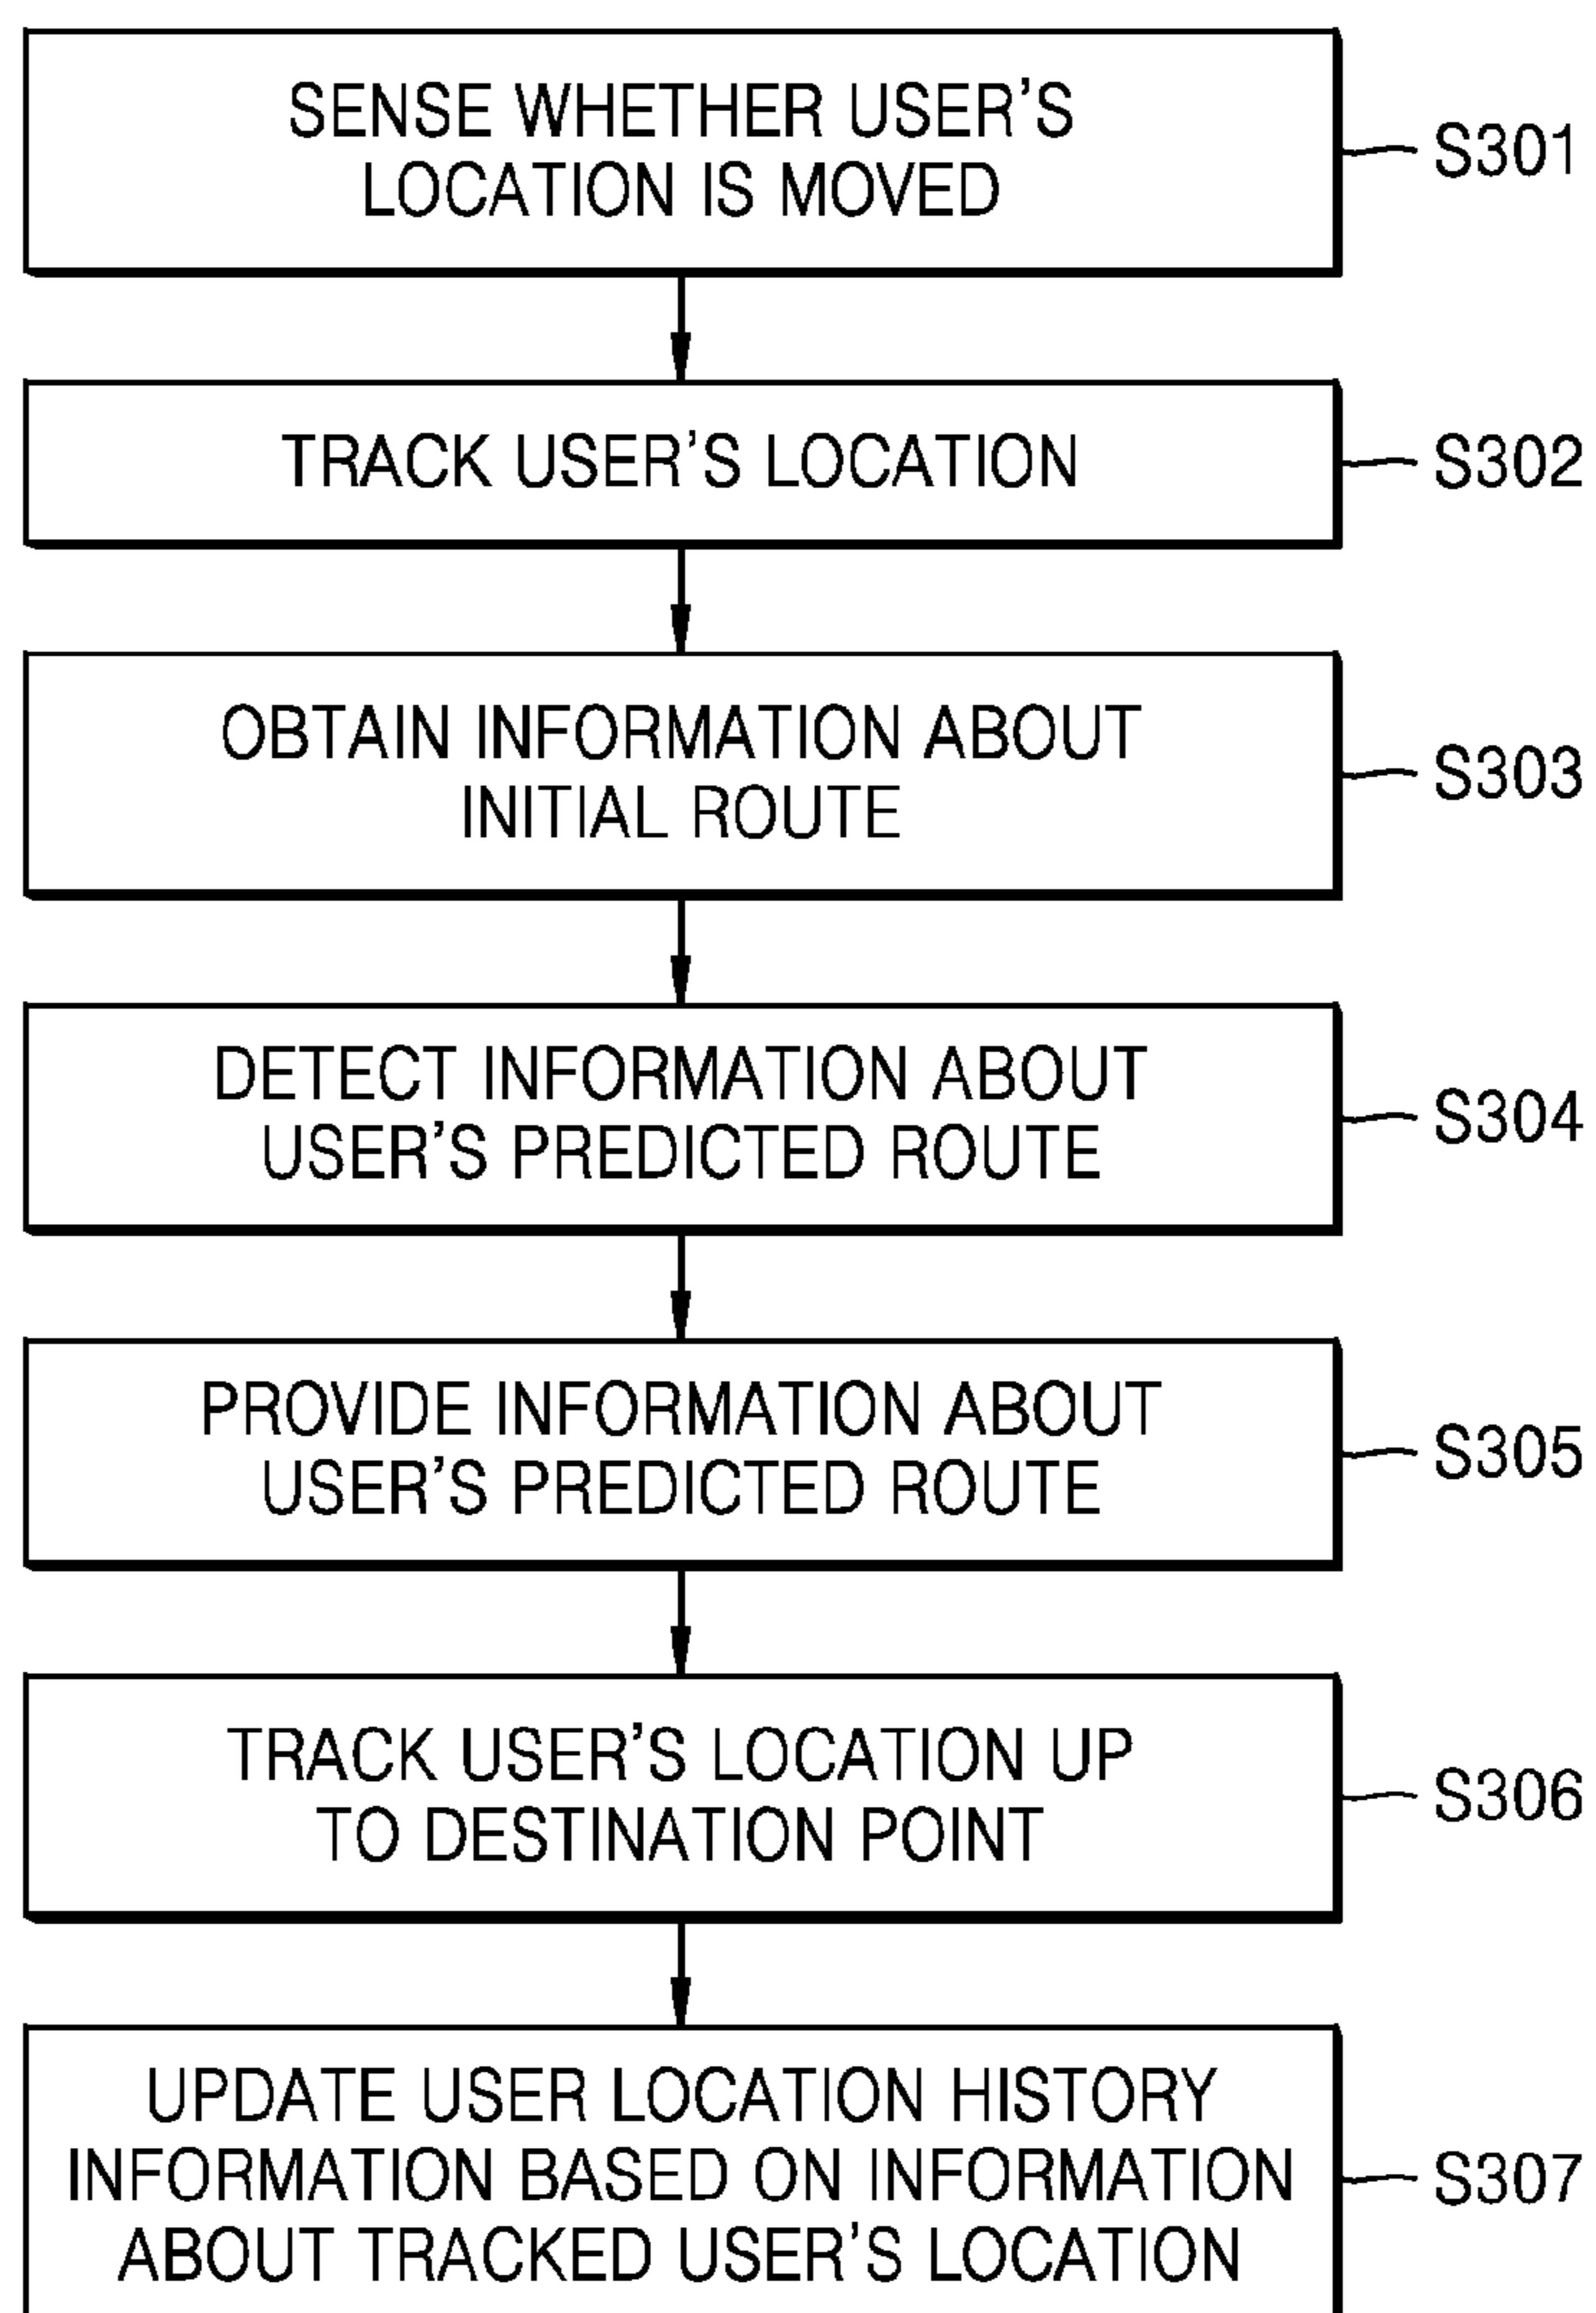 SENSE WHETHER USER'S
LOCATION IS MOVED
S301
TRACK USER'S LOCATION
S302
OBTAIN INFORMATION ABOUT
INITIAL ROUTE
S303
DETECT INFORMATION ABOUT
USER'S PREDICTED ROUTE
S304
PROVIDE INFORMATION ABOUT
USER'S PREDICTED ROUTE
S305
TRACK USER'S LOCATION UP
TO DESTINATION POINT
S306
UPDATE USER LOCATION HISTORY
INFORMATION BASED ON INFORMATION
ABOUT TRACKED USER'S LOCATION
S307